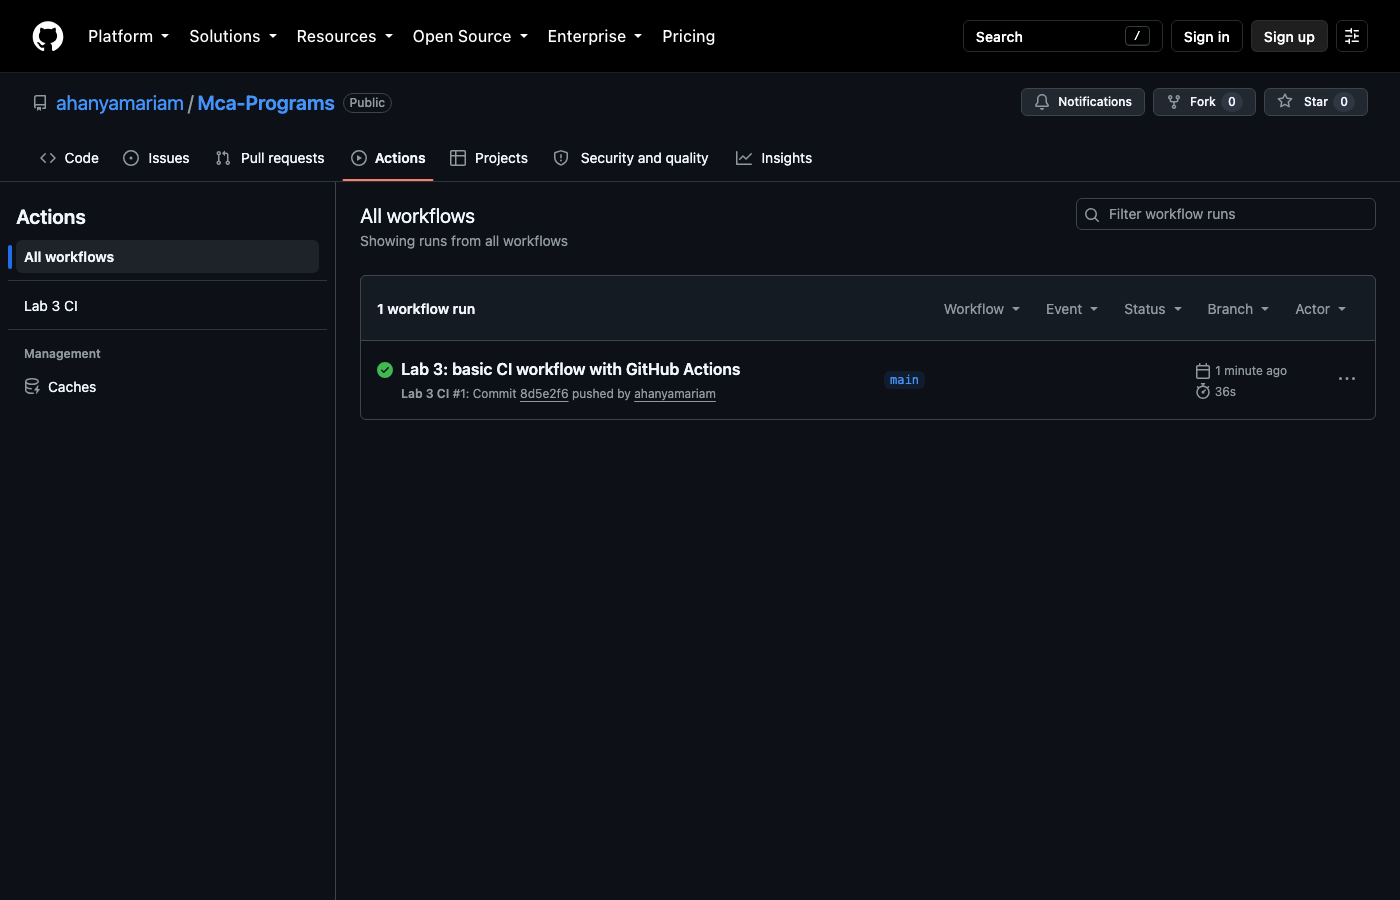 Platform Solutions Resources Open Source Enterprise Pricing Search / Sign in Sign up
ahanyamariam / Mca-Programs Public Notifications Fork 0 Star 0
Code Issues Pull requests Actions Projects Security and quality Insights
Actions
All workflows
Lab 3 CI
Management
Caches
All workflows
Showing runs from all workflows
Filter workflow runs
1 workflow run Workflow Event Status Branch Actor
Lab 3: basic CI workflow with GitHub Actions
Lab 3 CI #1: Commit 8d5e2f6 pushed by ahanyamariam
main
1 minute ago
36s